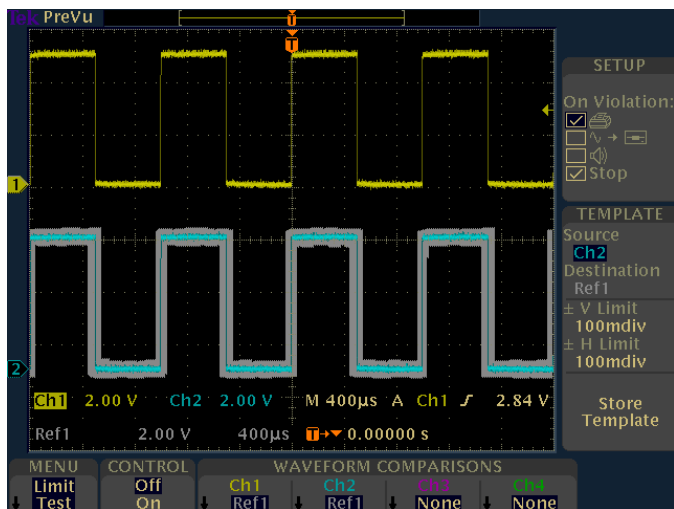 Tek PreVu
T
T
SETUP
On Violation:
Stop
1
TEMPLATE
Source
Ch2
Destination
Ref1
± V Limit
100mdiv
± H Limit
100mdiv
2
Ch1 2.00 V Ch2 2.00 V M 400µs A Ch1 2.84 V
Store
Template
Ref1 2.00 V 400µs T 0.00000 s
MENU CONTROL WAVEFORM COMPARISONS
Limit Off Ch1 Ch2 Ch3 Ch4
Test On Ref1 Ref1 None None